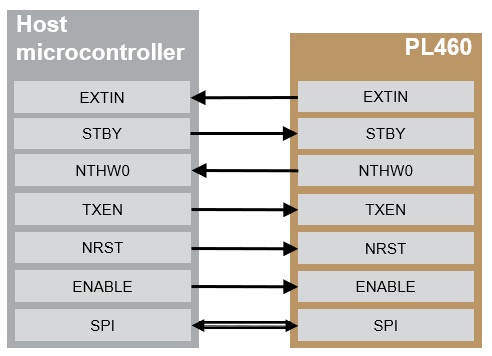 Host
microcontroller
PL460
EXTIN EXTIN
STBY STBY
NTHW0 NTHW0
TXEN TXEN
NRST NRST
ENABLE ENABLE
SPI SPI